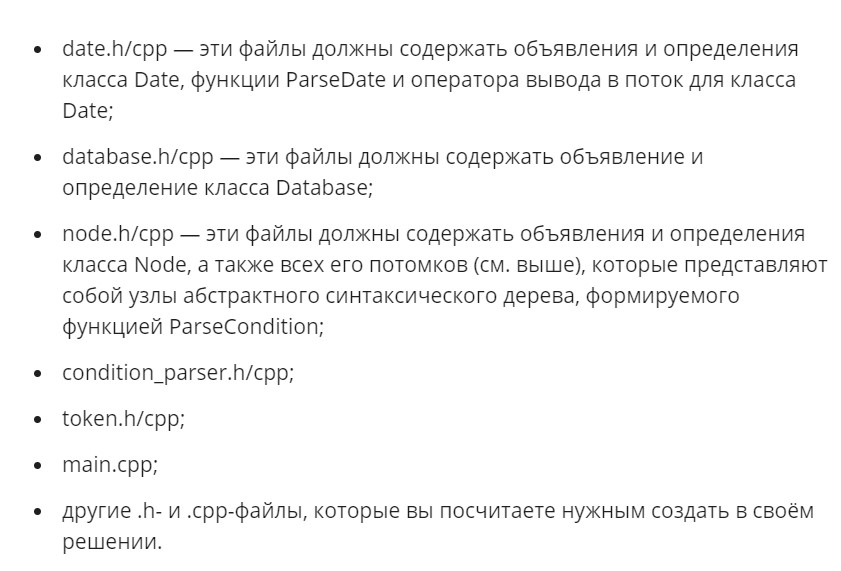 • date.h/cpp — эти файлы должны содержать объявления и определения
класса Date, функции ParseDate и оператора вывода в поток для класса
Date;
• database.h/cpp — эти файлы должны содержать объявление и
определение класса Database;
• node.h/cpp — эти файлы должны содержать объявления и определения
класса Node, а также всех его потомков (см. выше), которые представляют
собой узлы абстрактного синтаксического дерева, формируемого
функцией ParseCondition;
• condition_parser.h/cpp;
• token.h/cpp;
• main.cpp;
• другие .h- и .cpp-файлы, которые вы посчитаете нужным создать в своём
решении.